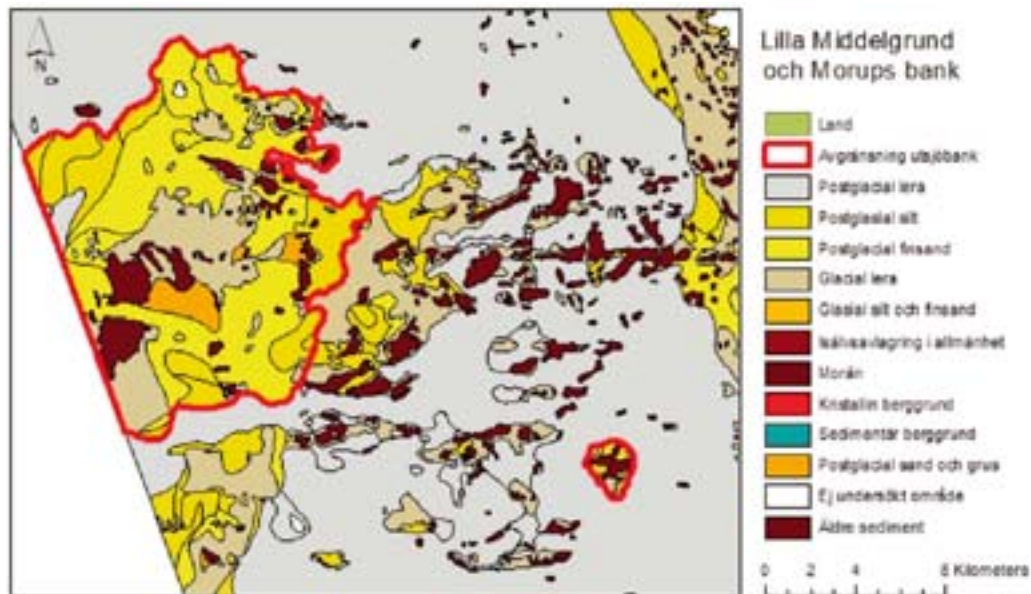 N
Lilla Middelgrund
och Morups bank
Land
Avgränsning utsjöbank
Postglacial lera
Postglasial silt
Postglacial finsand
Glacial lera
Glasial silt och finsand
Isälvsavlagring i allmänhet
Morän
Kristallin berggrund
Sedimentär berggrund
Postglacial sand och grus
Ej undersökt område
Äldre sediment
0 2 4 8 Kilometers